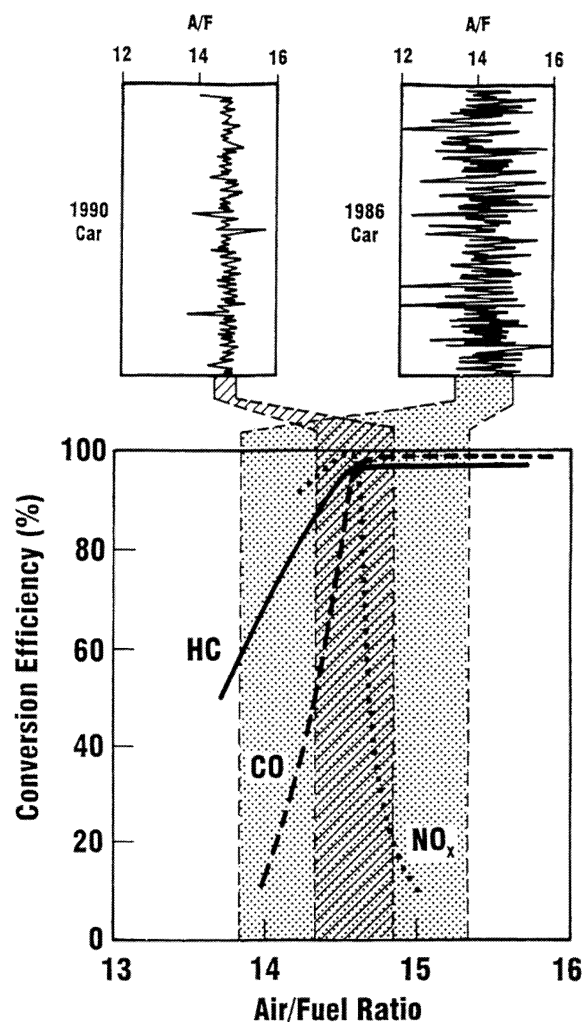 A/F
12 14 16
A/F
12 14 16
1990
Car
1986
Car
100
80
60
40
20
0
Conversion Efficiency (%)
HC
CO
NOx
13 14 15 16
Air/Fuel Ratio